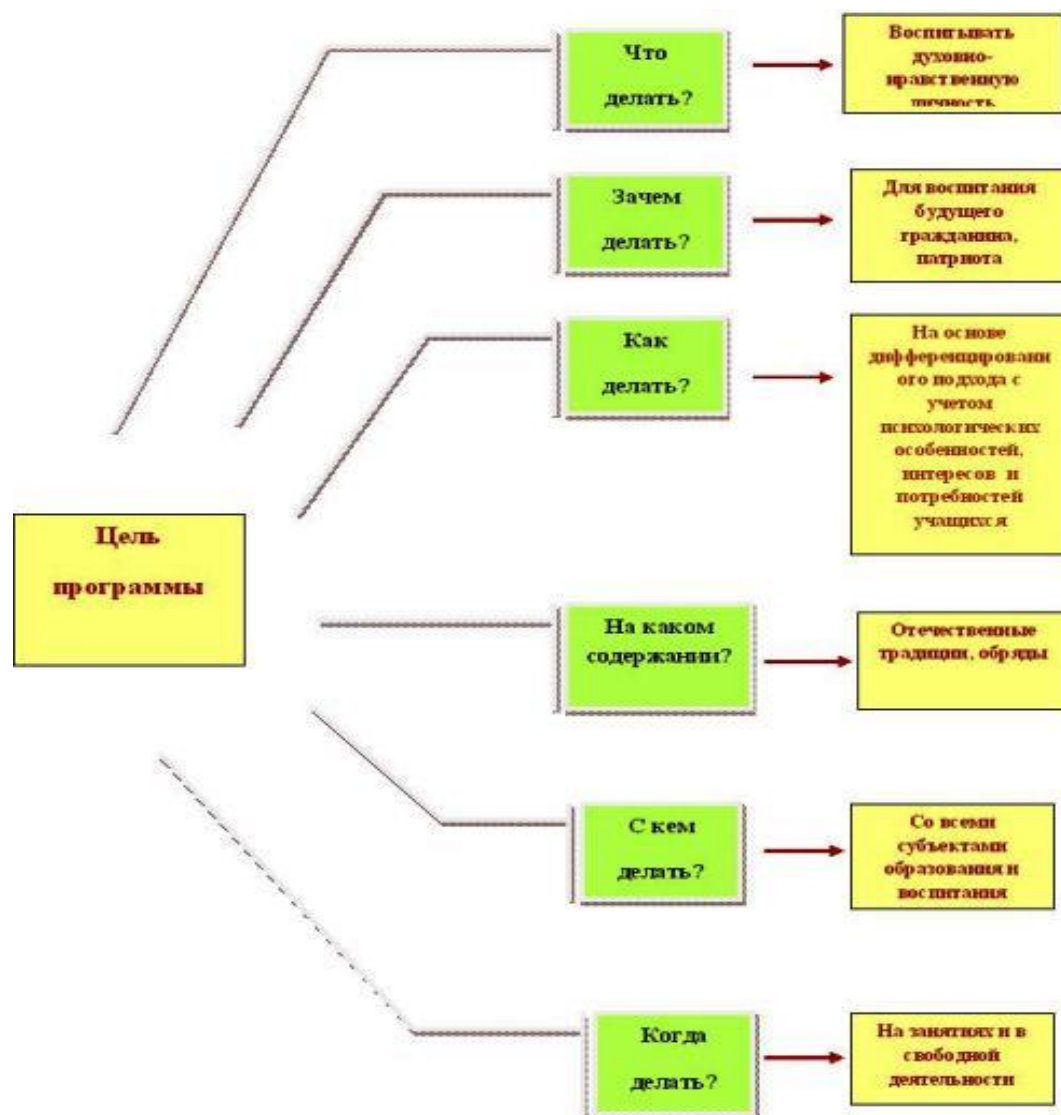 Что
делать?
Воспитывать
духовно-
нравственную
личность
Зачем
делать?
Для воспитания
будущего
гражданина,
патриота
Как
делать?
На основе
дифференцированн
ого подхода с
учетом
психологических
особенностей,
интересов и
потребностей
учащихся
Цель
программы
На каком
содержании?
Отечественные
традиции, обряды
С кем
делать?
Со всеми
субъектами
образования и
воспитания
Когда
делать?
На занятиях и в
свободной
деятельности